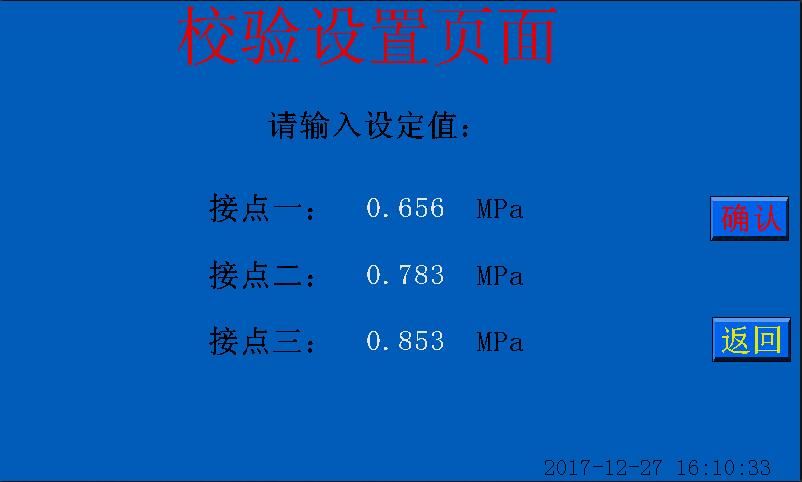 校验设置页面
请输入设定值：
接点一： 0.656 MPa
确认
接点二： 0.783 MPa
接点三： 0.853 MPa
返回
2017-12-27 16:10:33